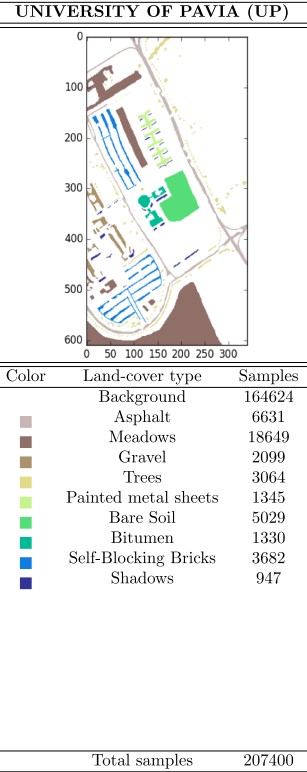 UNIVERSITY OF PAVIA (UP)
0
100
200
300
400
500
600
0 50 100 150 200 250 300
Color Land-cover type Samples
Background 164624
Asphalt 6631
Meadows 18649
Gravel 2099
Trees 3064
Painted metal sheets 1345
Bare Soil 5029
Bitumen 1330
Self-Blocking Bricks 3682
Shadows 947
Total samples 207400